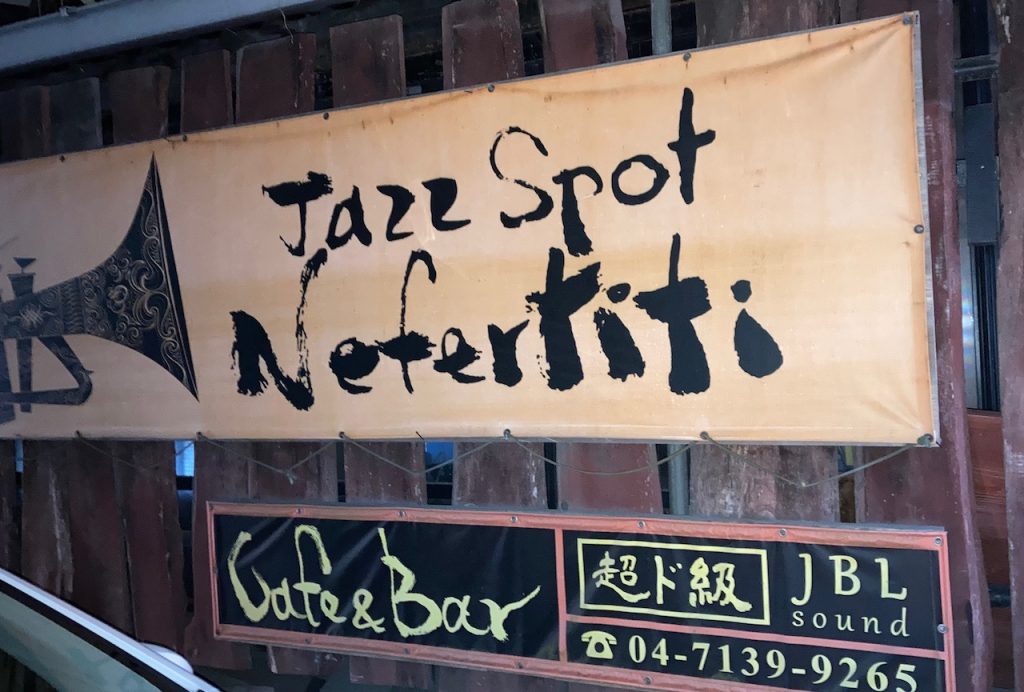 Jazz Spot
Nefertiti
Cafe & Bar
超ド級
JBL
sound
☎04-7139-9265